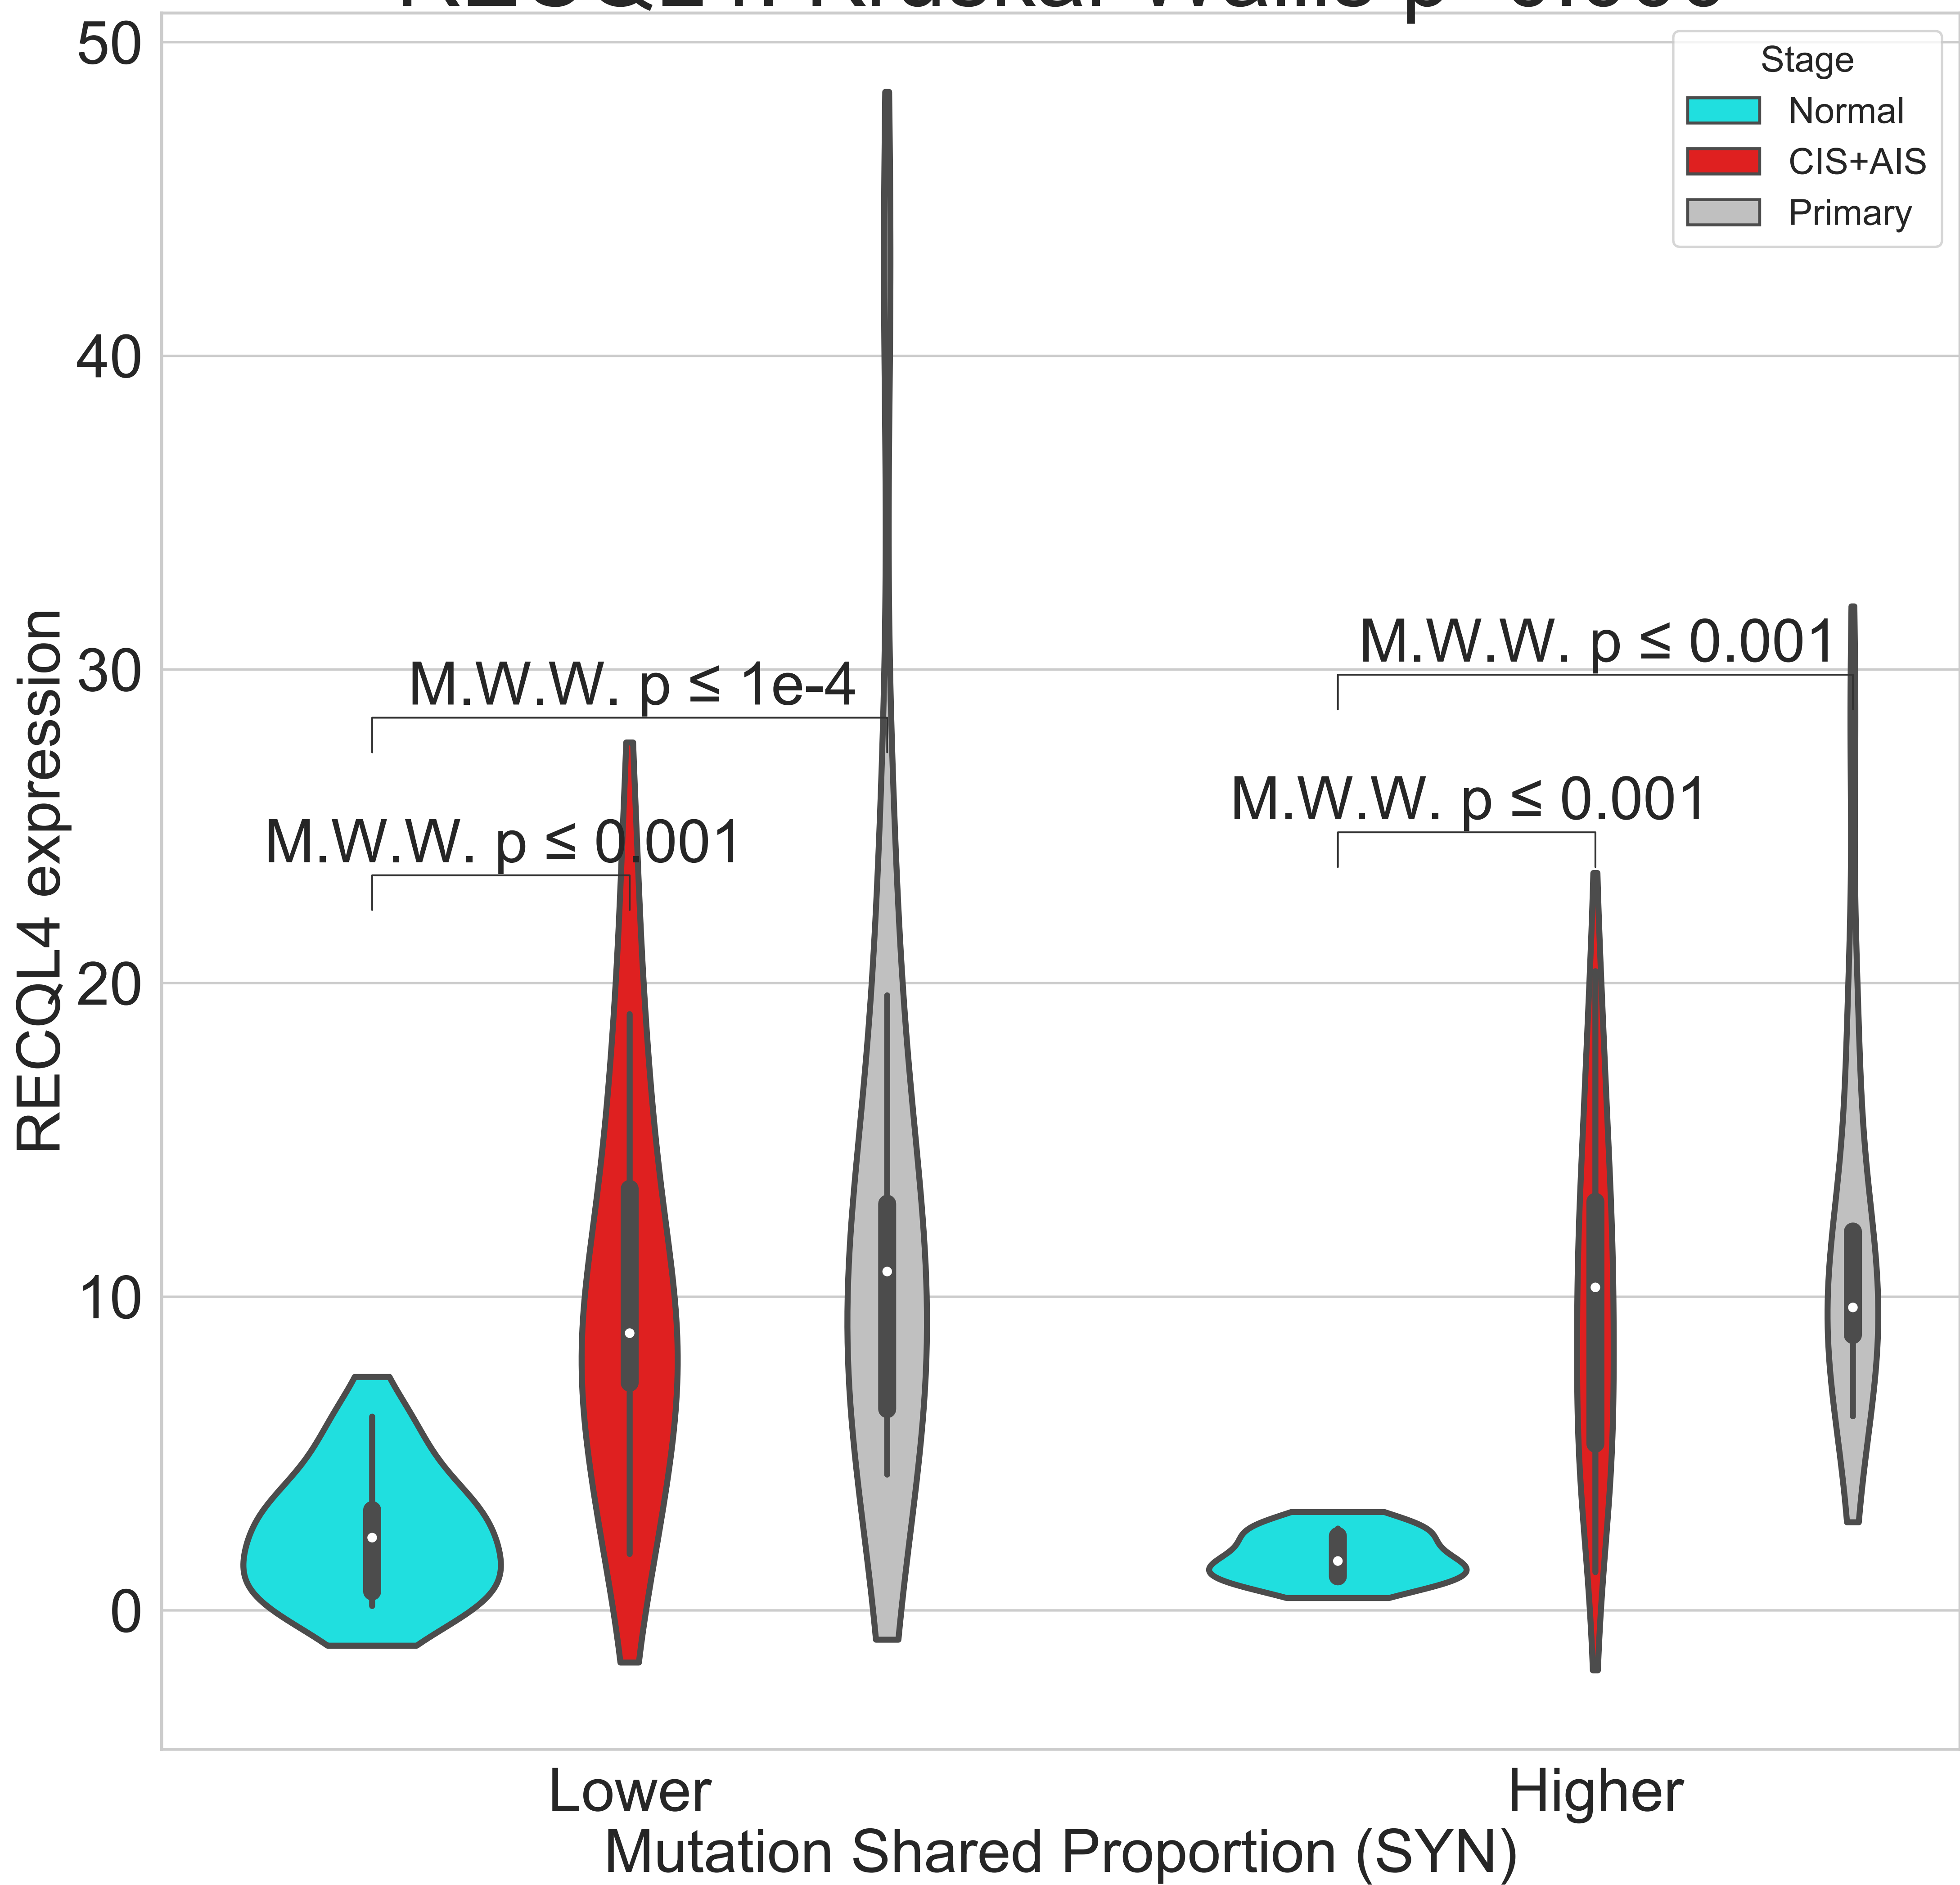 50
40
30
20
10
0
RECQL4 expression
Stage
Normal
CIS+AIS
Primary
M.W.W. p ≤ 1e-4
M.W.W. p ≤ 0.001
M.W.W. p ≤ 0.001
M.W.W. p ≤ 0.001
Lower
Higher
Mutation Shared Proportion (SYN)